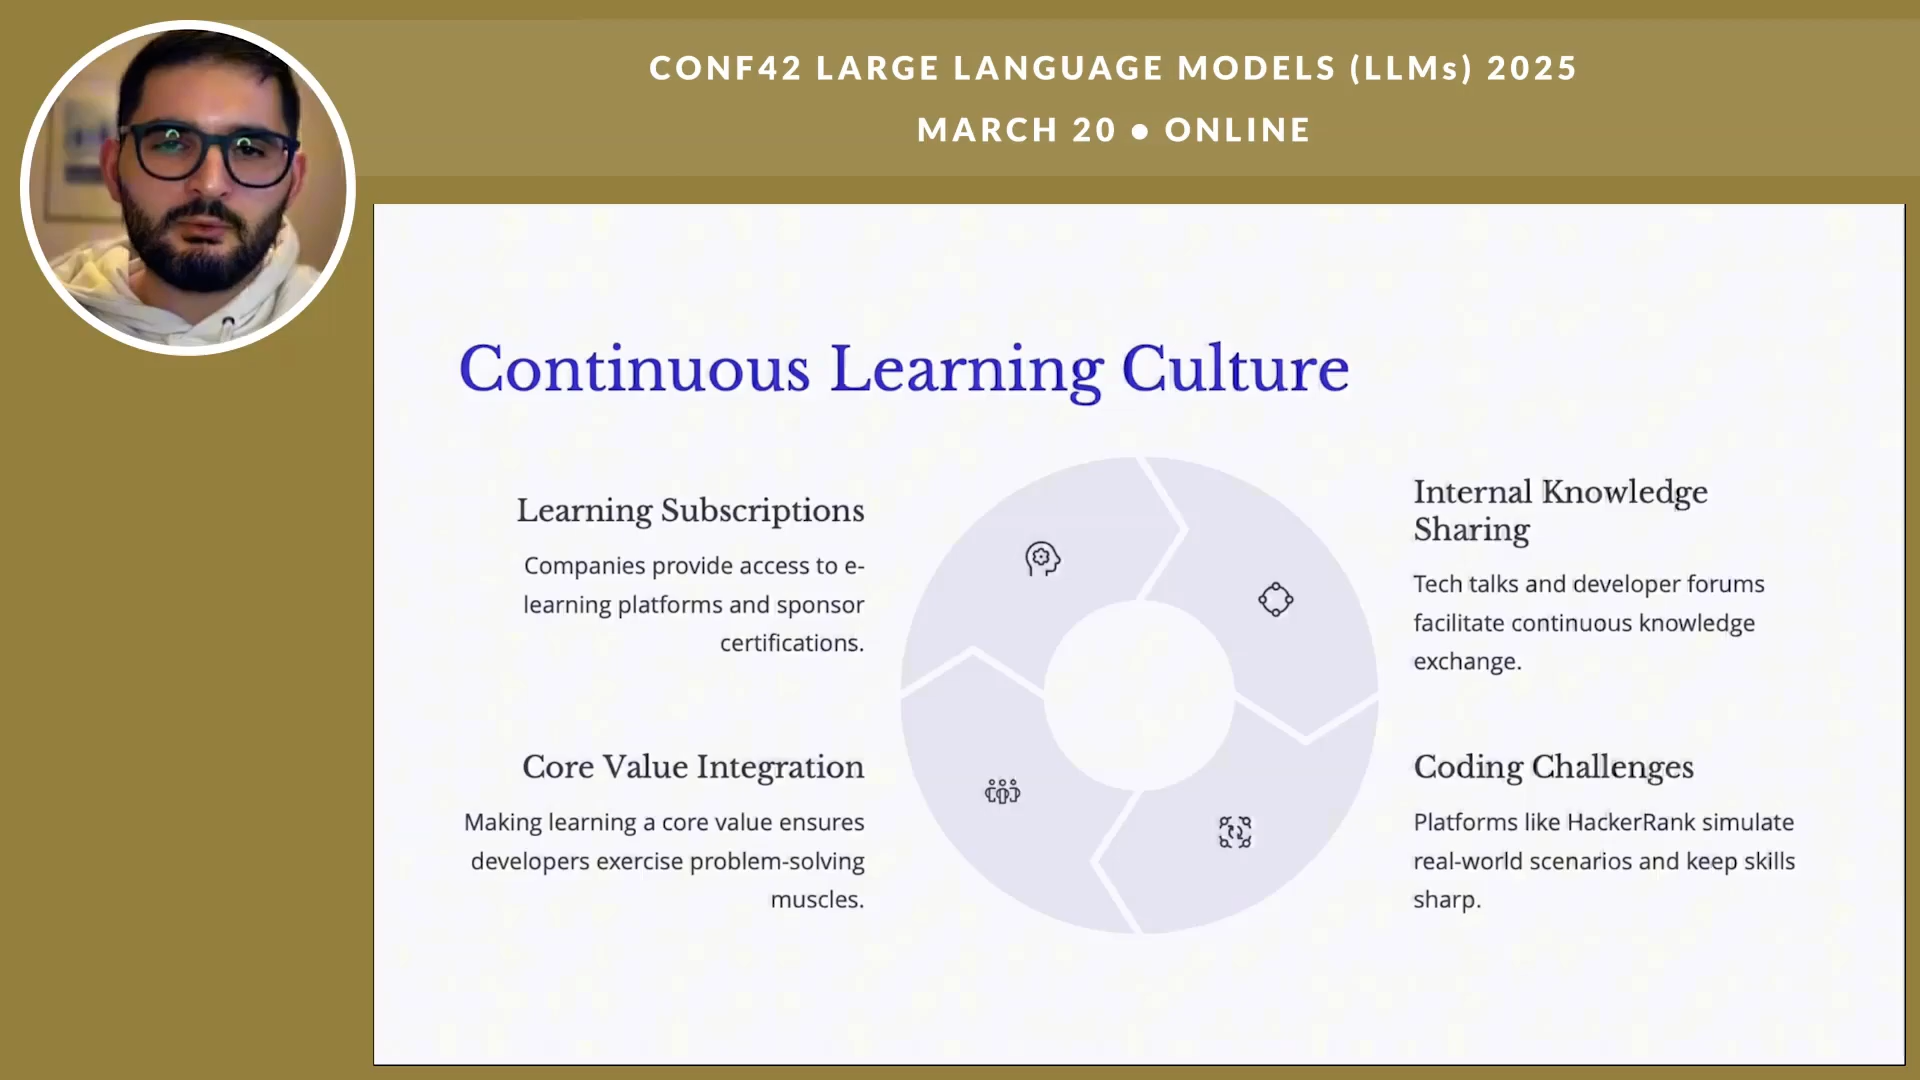 CONF42 LARGE LANGUAGE MODELS (LLMs) 2025
MARCH 20 ● ONLINE
Continuous Learning Culture
Learning Subscriptions
Companies provide access to e-
learning platforms and sponsor
certifications.
Internal Knowledge
Sharing
Tech talks and developer forums
facilitate continuous knowledge
exchange.
Core Value Integration
Making learning a core value ensures
developers exercise problem-solving
muscles.
Coding Challenges
Platforms like HackerRank simulate
real-world scenarios and keep skills
sharp.